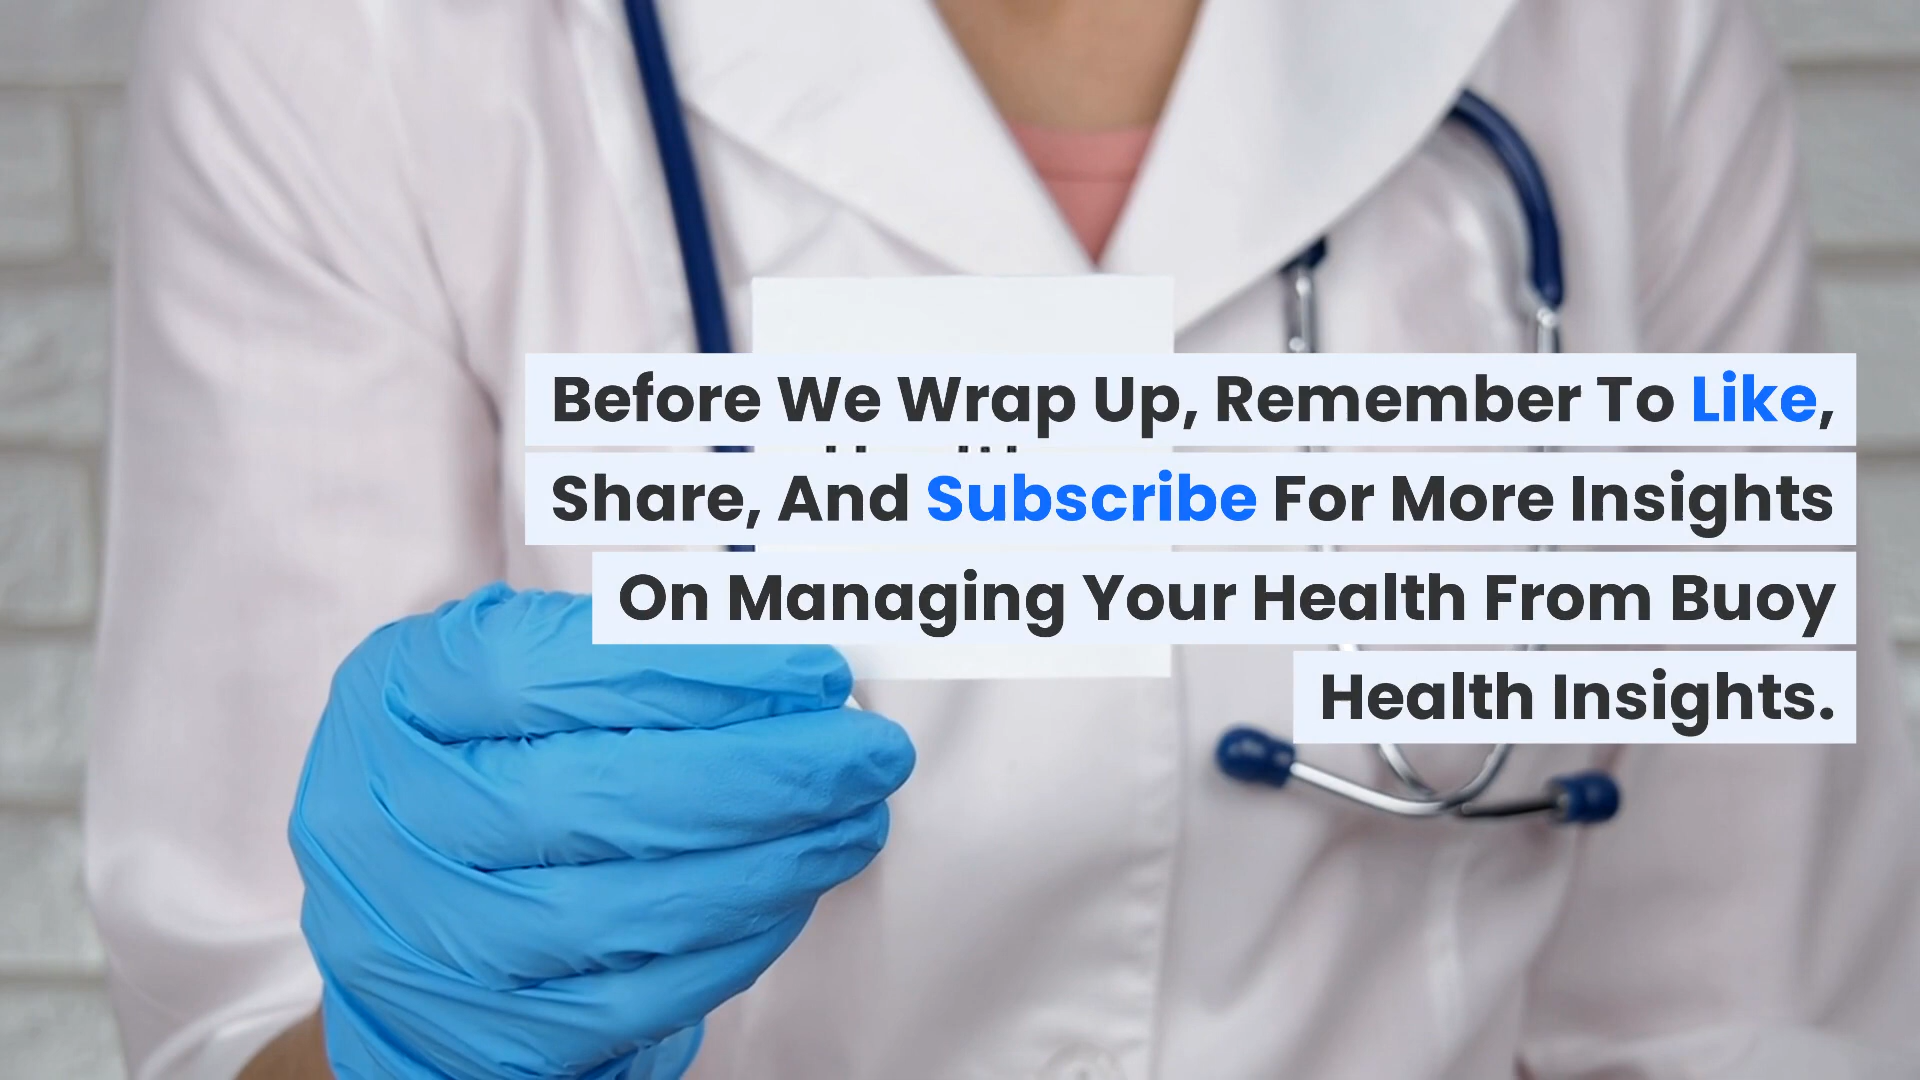 Before We Wrap Up, Remember To Like,
Share, And Subscribe For More Insights
On Managing Your Health From Buoy
Health Insights.